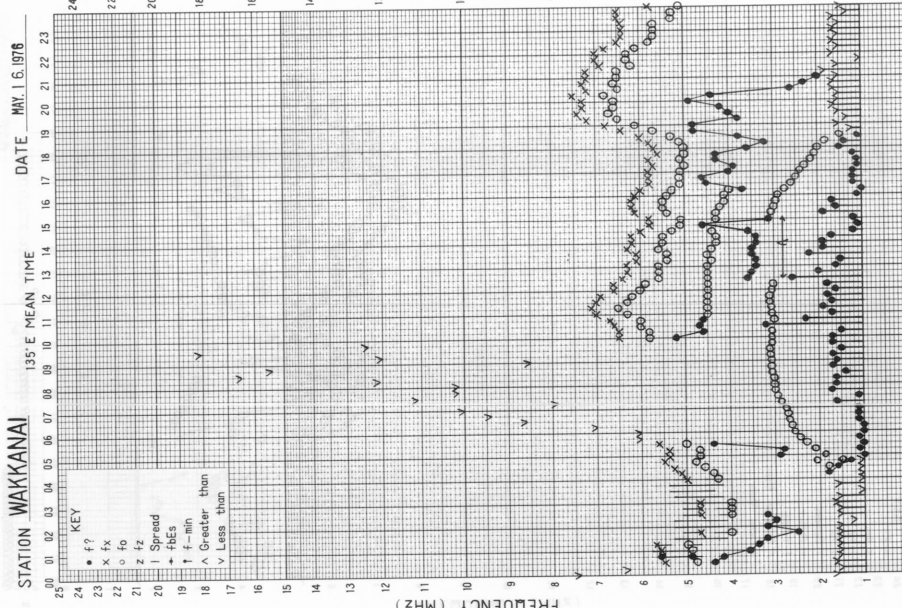 STATION WAKKANAI
135° E MEAN TIME
DATE MAY. 16. 1976
KEY
f ?
fx
fo
fz
Spread
fbEs
f-min
Greater than
Less than
FREQUENCY (MHz)
25
24
23
22
21
20
19
18
17
16
15
14
13
12
11
10
9
8
7
6
5
4
3
2
1
00 01 02 03 04 05 06 07 08 09 10 11 12 13 14 15 16 17 18 19 20 21 22 23